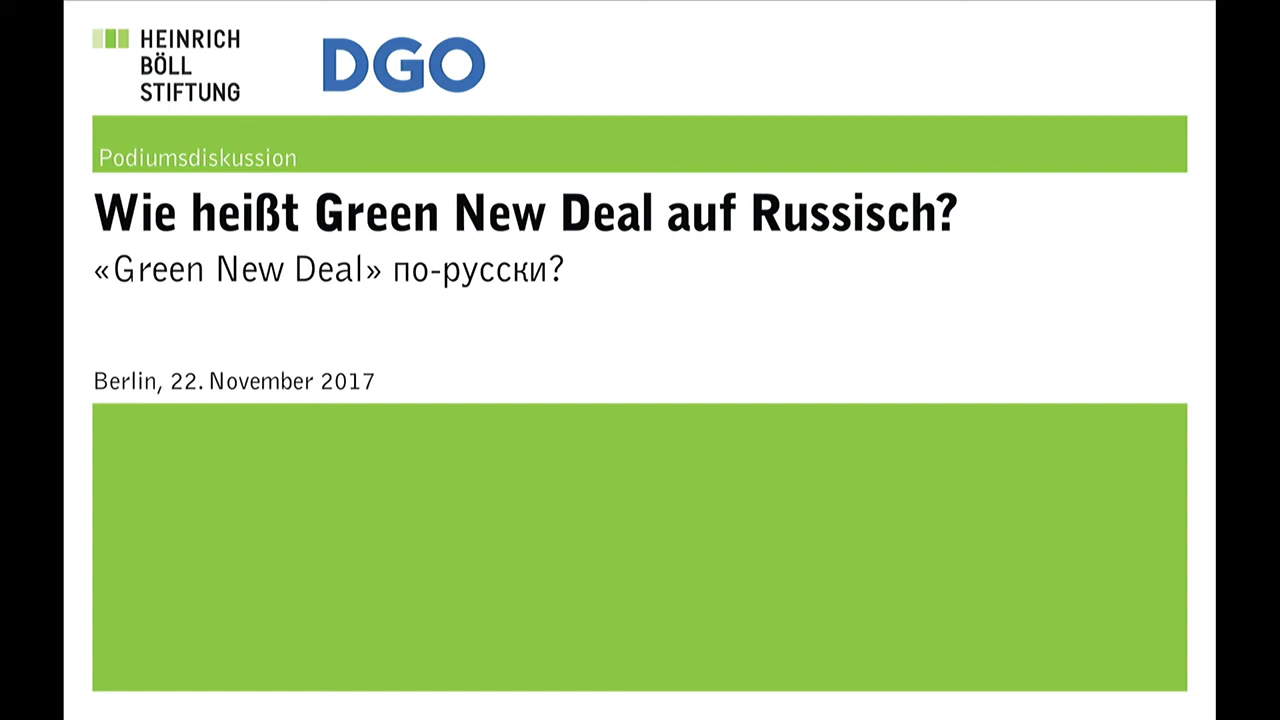 HEINRICH
BÖLL
STIFTUNG
DGO
Podiumsdiskussion
Wie heißt Green New Deal auf Russisch?
«Green New Deal» по-русски?
Berlin, 22. November 2017